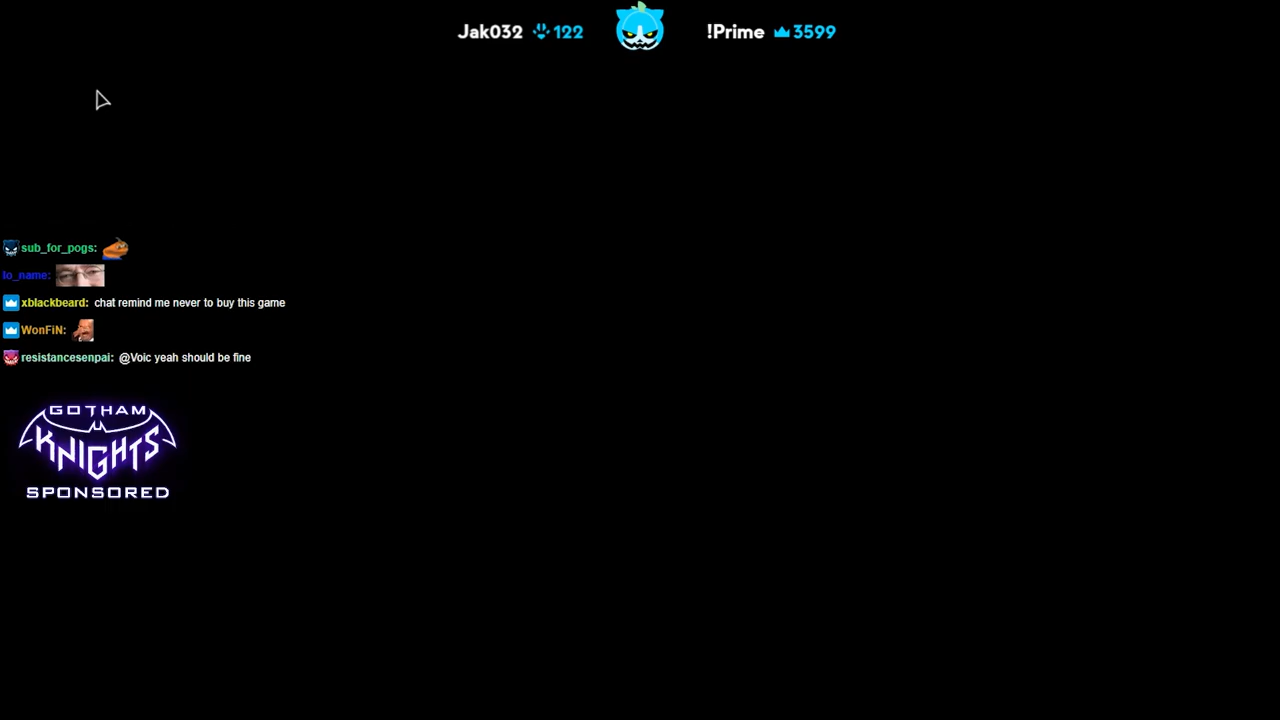 Jak032 122 !Prime 3599
sub_for_pogs:
to_name:
xblackbeard: chat remind me never to buy this game
WonFiN:
resistancesenpai: @Voic yeah should be fine
GOTHAM
KNIGHTS
SPONSORED